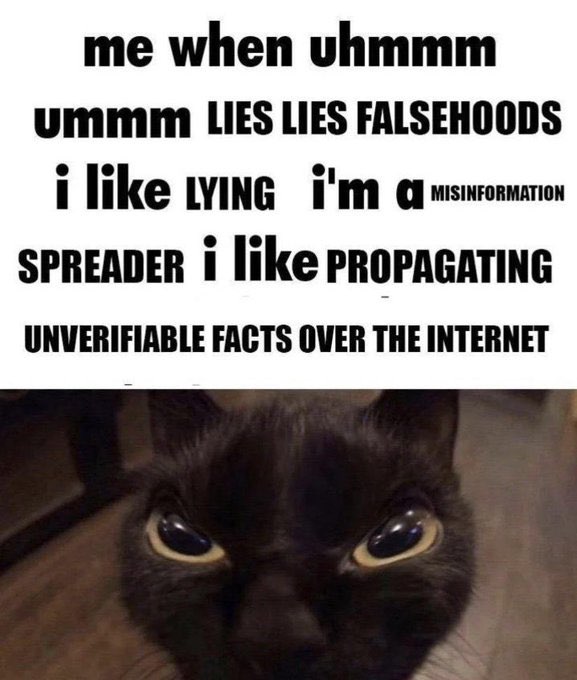 me when uhmmm
ummm LIES LIES FALSEHOODS
i like LYING i'm a MISINFORMATION
SPREADER i like PROPAGATING
UNVERIFIABLE FACTS OVER THE INTERNET